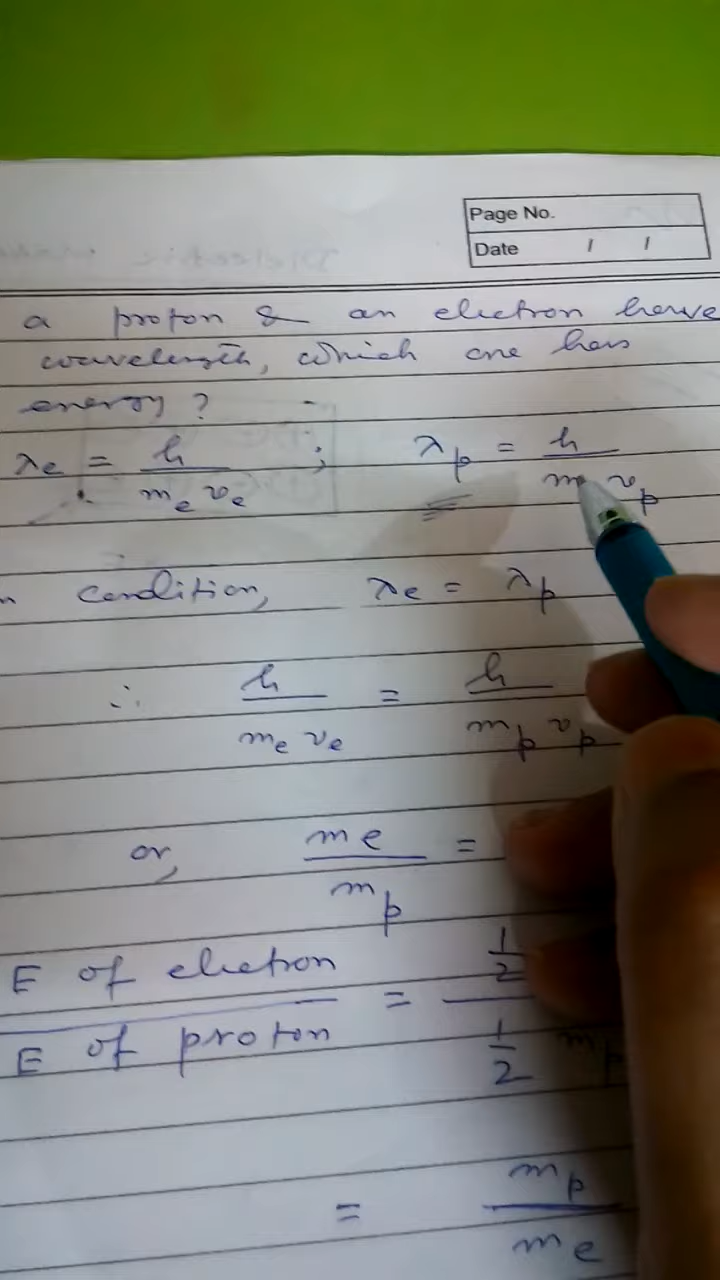 Page No.
Date / /
a proton & an electron have
wavelength, which one has
energy?
λe = h / me ve ; λp = h / m vp
condition, λe = λp
∴ h / me ve = h / mp vp
or, me / mp =
E of electron / E of proton = 1/2 / 1/2 mp
= mp / me